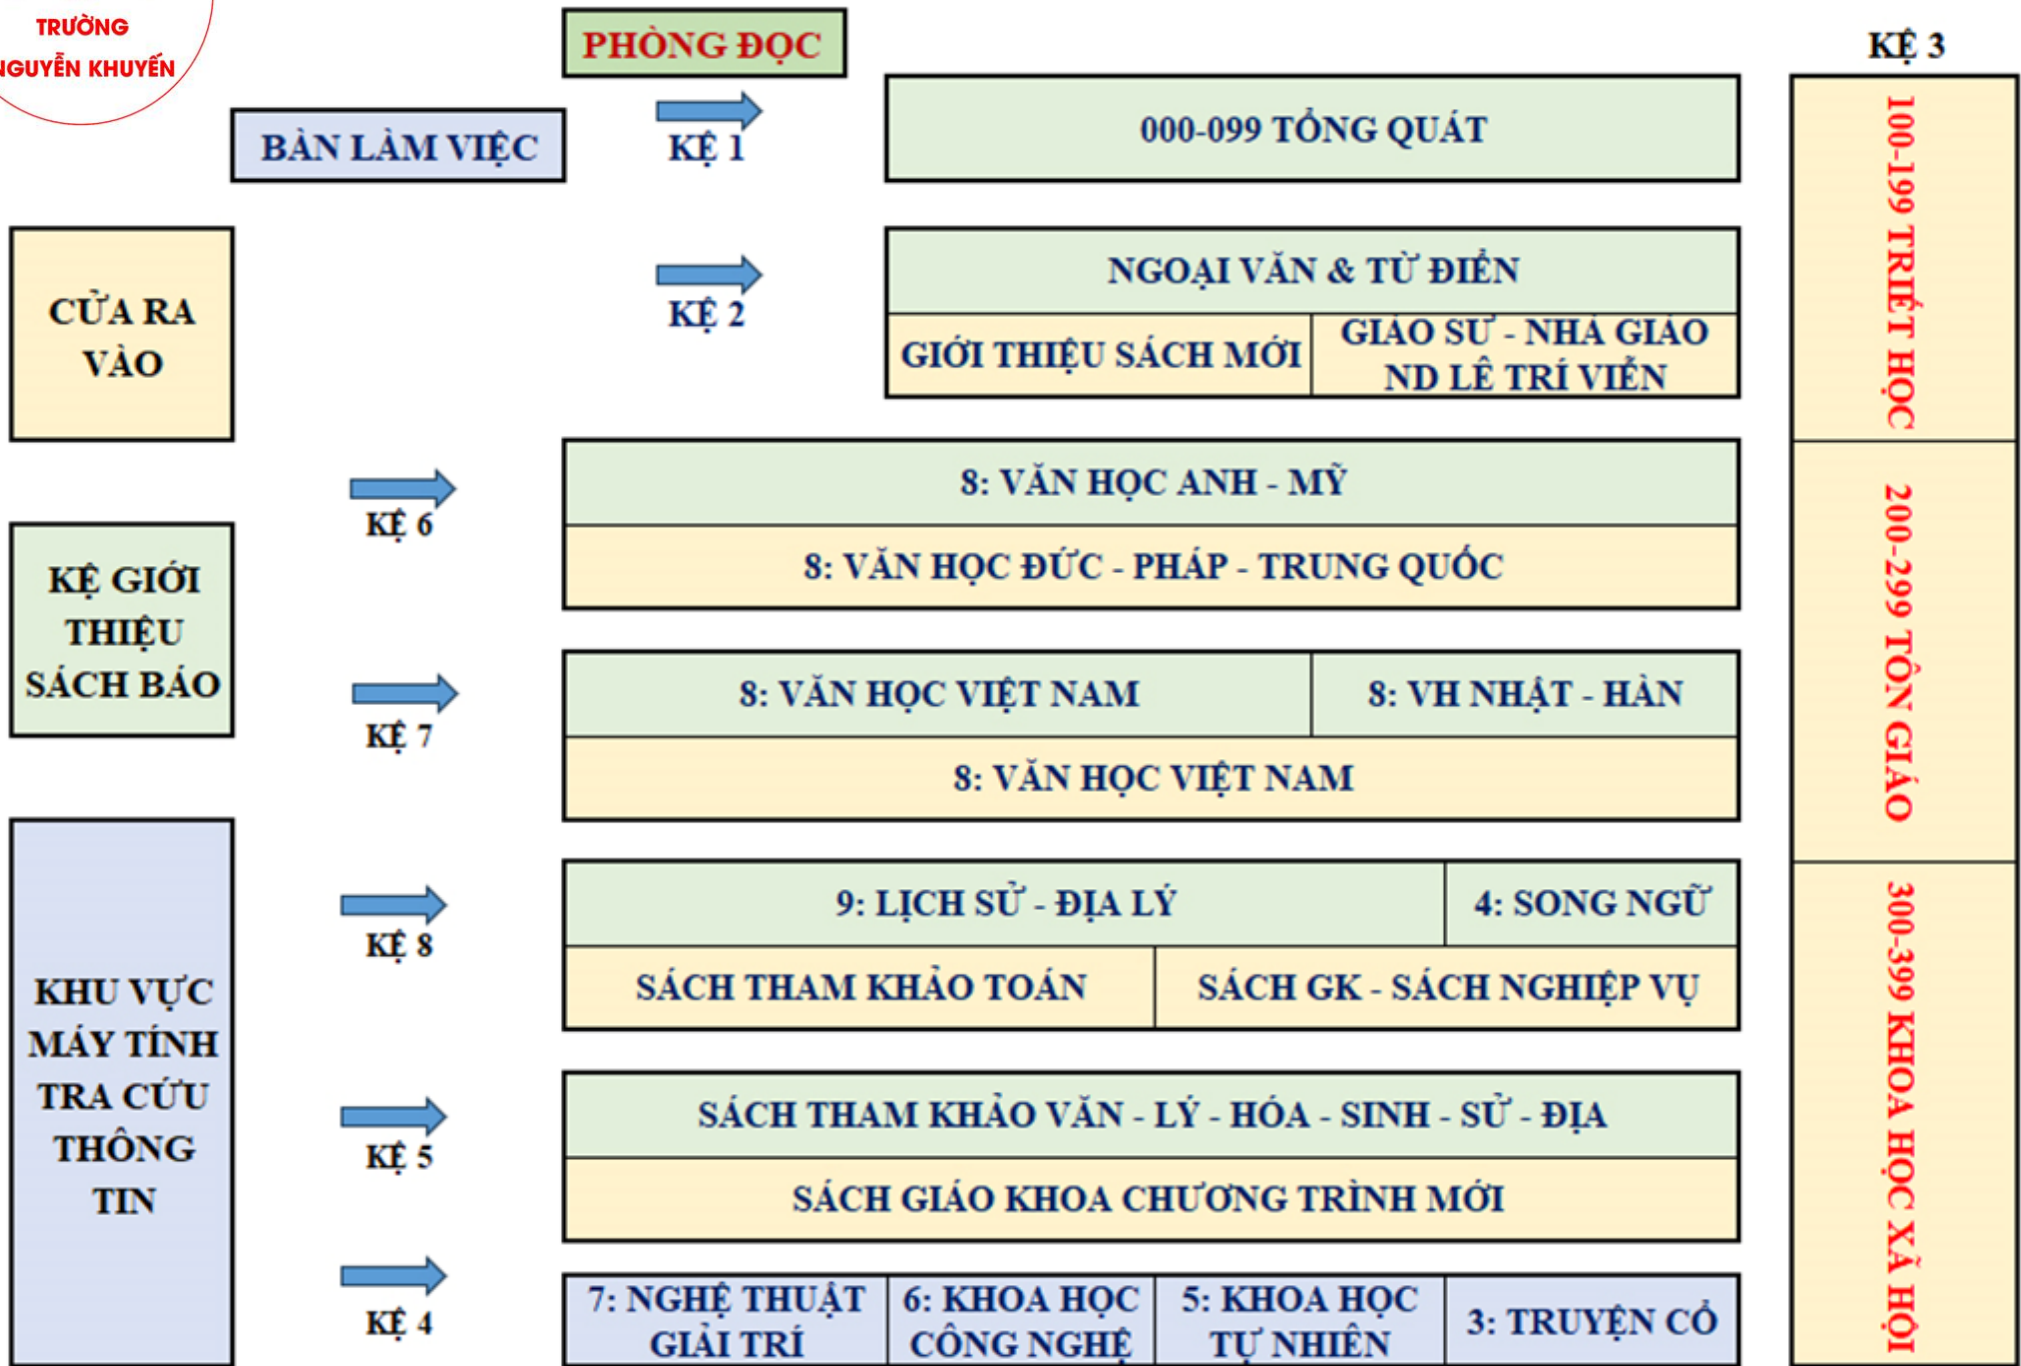 TRƯỜNG
NGUYỄN KHUYẾN
PHÒNG ĐỌC
KỆ 3
BÀN LÀM VIỆC
KỆ 1
000-099 TỔNG QUÁT
100-199 TRIẾT HỌC
CỬA RA
VÀO
KỆ 2
NGOẠI VĂN & TỪ ĐIỂN
GIỚI THIỆU SÁCH MỚI
GIÁO SƯ - NHÀ GIÁO
ND LÊ TRÍ VIỄN
KỆ 6
8: VĂN HỌC ANH - MỸ
8: VĂN HỌC ĐỨC - PHÁP - TRUNG QUỐC
200-299 TÔN GIÁO
KỆ GIỚI
THIỆU
SÁCH BÁO
KỆ 7
8: VĂN HỌC VIỆT NAM
8: VH NHẬT - HÀN
8: VĂN HỌC VIỆT NAM
KHU VỰC
MÁY TÍNH
TRA CỨU
THÔNG
TIN
KỆ 8
9: LỊCH SỬ - ĐỊA LÝ
4: SONG NGỮ
SÁCH THAM KHẢO TOÁN
SÁCH GK - SÁCH NGHIỆP VỤ
300-399 KHOA HỌC XÃ HỘI
KỆ 5
SÁCH THAM KHẢO VĂN - LÝ - HÓA - SINH - SỬ - ĐỊA
SÁCH GIÁO KHOA CHƯƠNG TRÌNH MỚI
KỆ 4
7: NGHỆ THUẬT
GIẢI TRÍ
6: KHOA HỌC
CÔNG NGHỆ
5: KHOA HỌC
TỰ NHIÊN
3: TRUYỆN CỔ